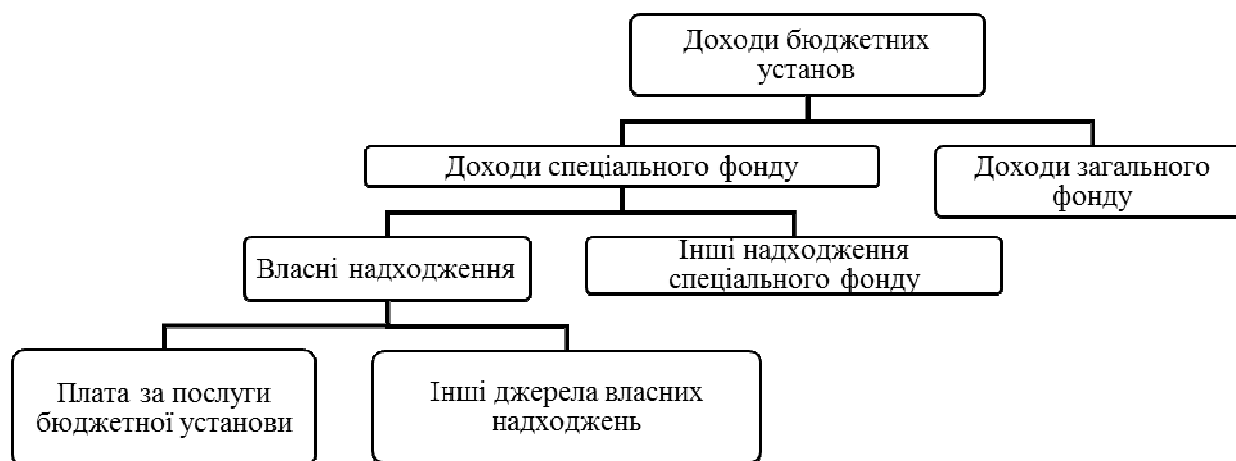 Доходи бюджетних
установ
Доходи спеціального фонду
Доходи загального
фонду
Власні надходження
Інші надходження
спеціального фонду
Плата за послуги
бюджетної установи
Інші джерела власних
надходжень